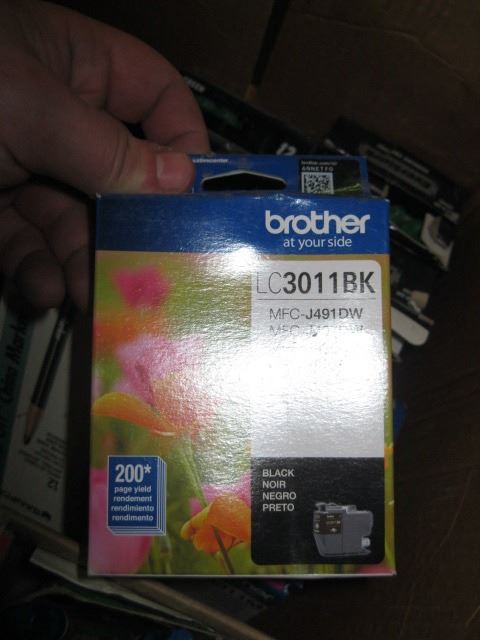 brother
at your side
LC3011BK
MFC-J491DW
200*
page yield
rendement
rendimiento
rendimento
BLACK
NOIR
NEGRO
PRETO